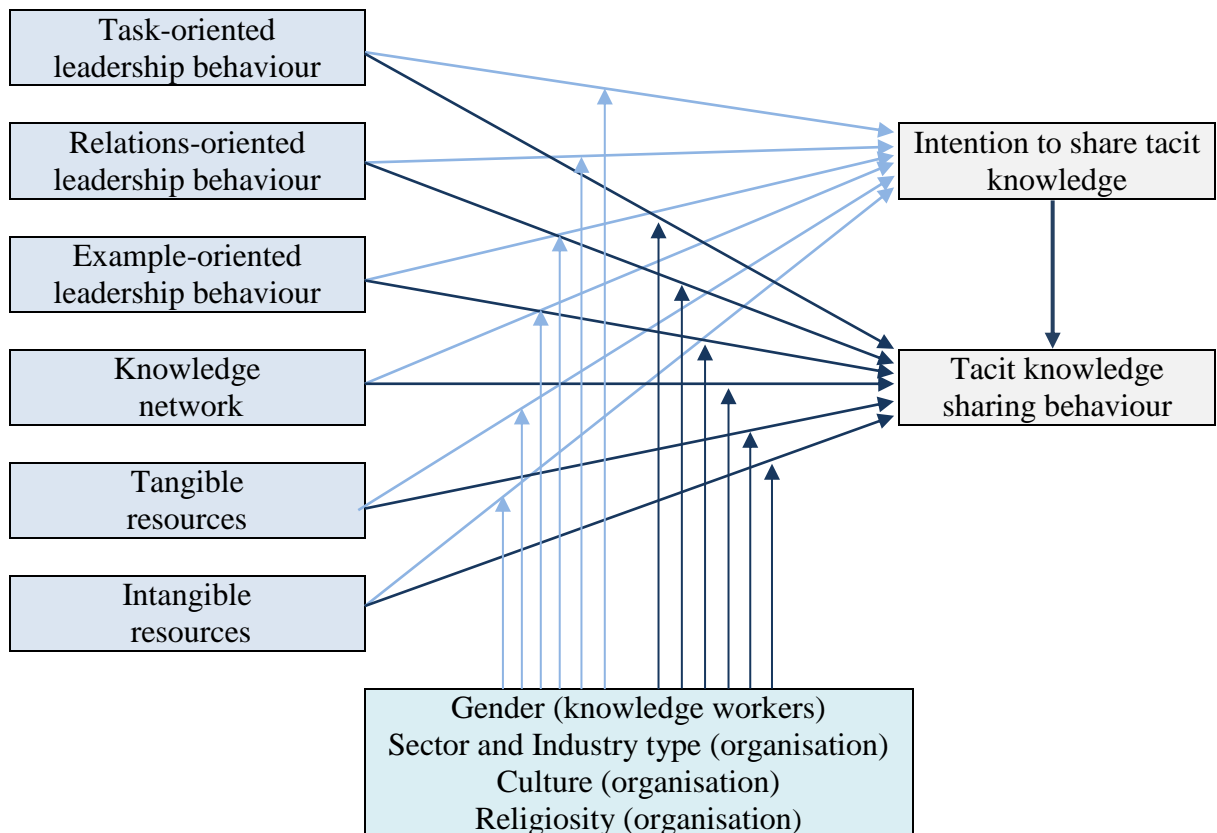 Task-oriented
leadership behaviour
Relations-oriented
leadership behaviour
Intention to share tacit
knowledge
Example-oriented
leadership behaviour
Knowledge
network
Tacit knowledge
sharing behaviour
Tangible
resources
Intangible
resources
Gender (knowledge workers)
Sector and Industry type (organisation)
Culture (organisation)
Religiosity (organisation)